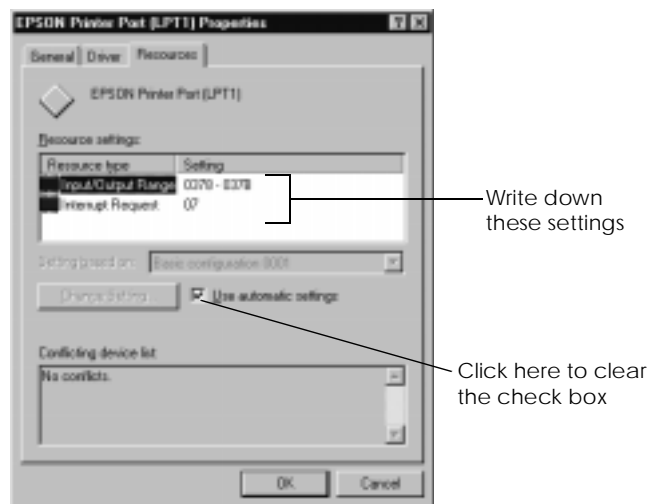 EPSON Printer Port (LPT1) Properties
General Driver Resources
EPSON Printer Port (LPT1)
Resource settings:
Resource type Setting
Input/Output Range 0378 - 037B
Interrupt Request 07
Write down
these settings
Setting based on: Basic configuration 0001
Change Setting... Use automatic settings
Conflicting device list:
No conflicts.
Click here to clear
the check box
OK Cancel